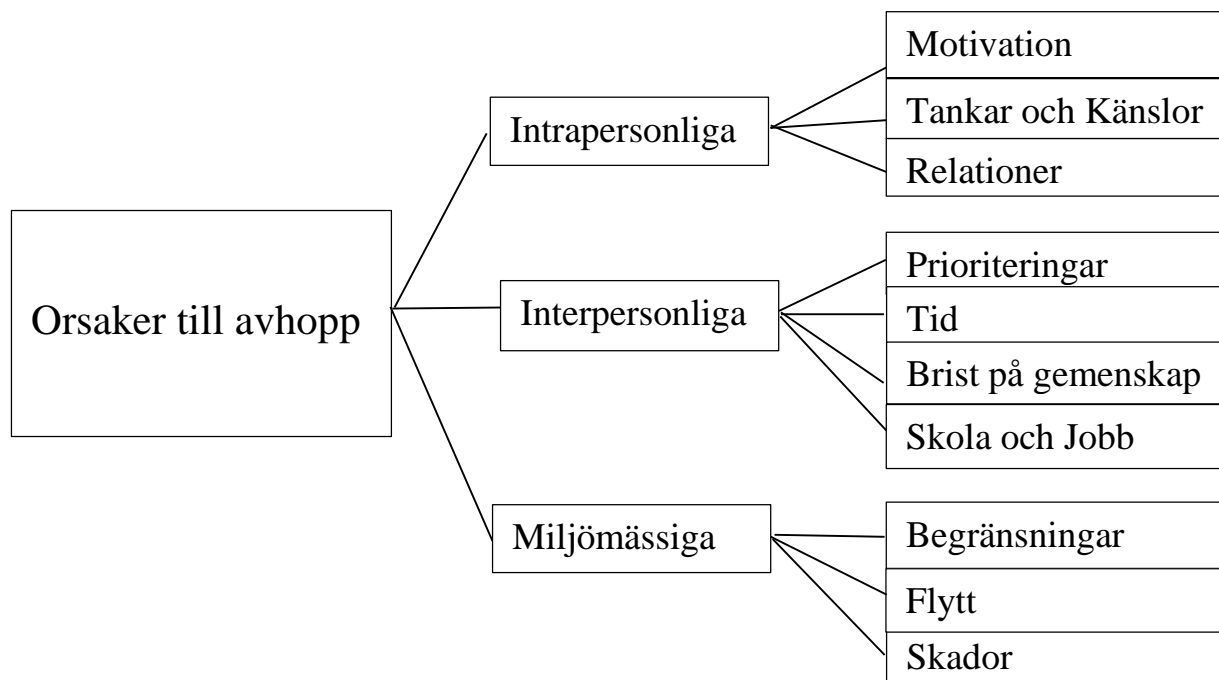 Orsaker till avhopp
Intrapersonliga
Motivation
Tankar och Känslor
Relationer
Interpersonliga
Prioriteringar
Tid
Brist på gemenskap
Skola och Jobb
Miljömässiga
Begränsningar
Flytt
Skador